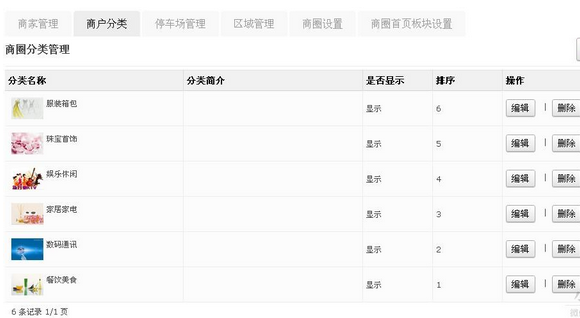 商家管理 商户分类 停车场管理 区域管理 商圈设置 商圈首页板块设置
商圈分类管理
分类名称 分类简介 是否显示 排序 操作
服装箱包 显示 6 编辑 | 删除
珠宝首饰 显示 5 编辑 | 删除
娱乐休闲 显示 4 编辑 | 删除
家居家电 显示 3 编辑 | 删除
数码通讯 显示 2 编辑 | 删除
餐饮美食 显示 1 编辑 | 删除
6 条记录 1/1 页